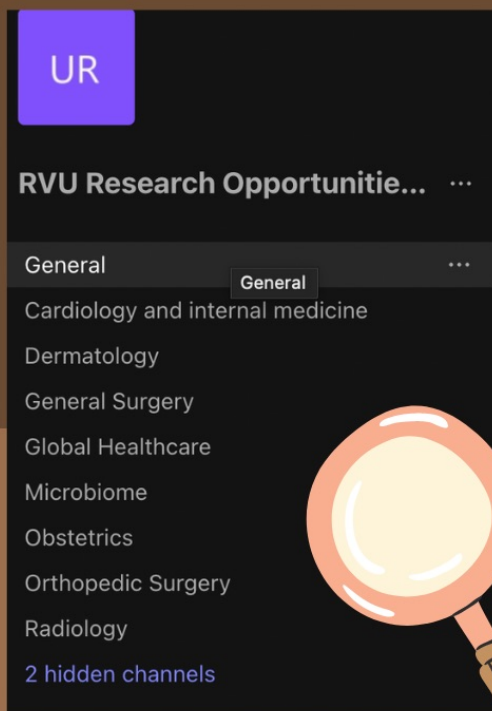 UR
RVU Research Opportunitie... ...
General ...
General
Cardiology and internal medicine
Dermatology
General Surgery
Global Healthcare
Microbiome
Obstetrics
Orthopedic Surgery
Radiology
2 hidden channels